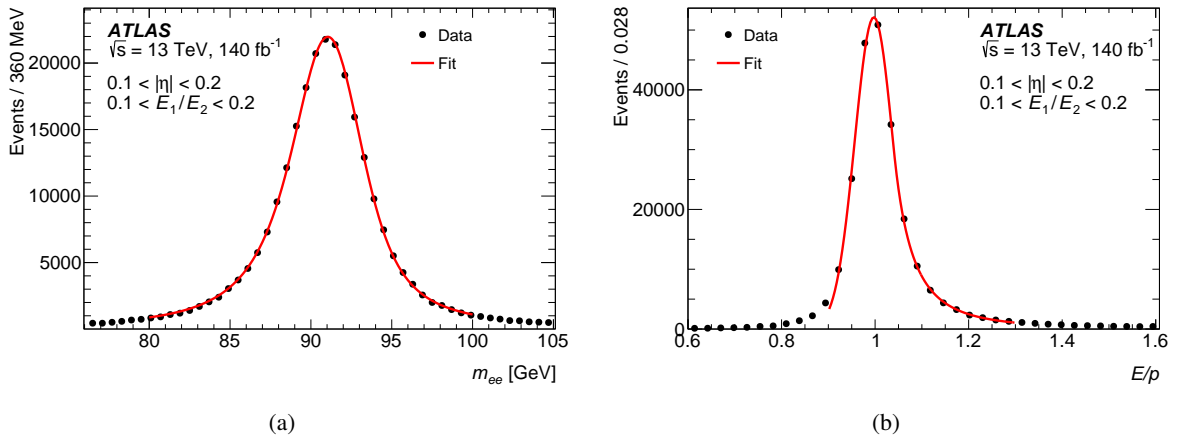 Events / 360 MeV
ATLAS
√s = 13 TeV, 140 fb-1
0.1 < |η| < 0.2
0.1 < E1/E2 < 0.2
Data
Fit
20000
15000
10000
5000
80 85 90 95 100 105
mee [GeV]
(a)
Events / 0.028
ATLAS
√s = 13 TeV, 140 fb-1
0.1 < |η| < 0.2
0.1 < E1/E2 < 0.2
Data
Fit
40000
20000
0
0.6 0.8 1 1.2 1.4 1.6
E/p
(b)